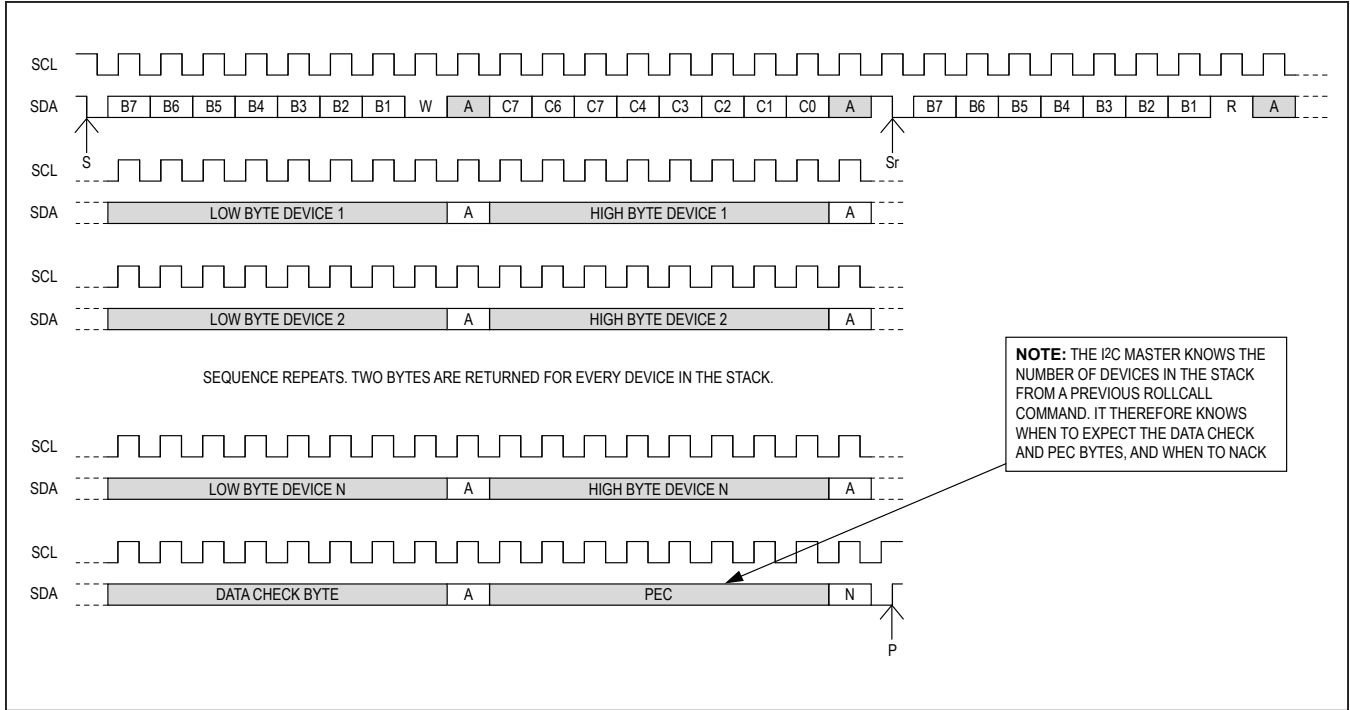 SCL
SDA B7 B6 B5 B4 B3 B2 B1 W A C7 C6 C7 C4 C3 C2 C1 C0 A B7 B6 B5 B4 B3 B2 B1 R A
S Sr
SCL
SDA LOW BYTE DEVICE 1 A HIGH BYTE DEVICE 1 A
SCL
SDA LOW BYTE DEVICE 2 A HIGH BYTE DEVICE 2 A
SEQUENCE REPEATS. TWO BYTES ARE RETURNED FOR EVERY DEVICE IN THE STACK.
NOTE: THE I2C MASTER KNOWS THE
NUMBER OF DEVICES IN THE STACK
FROM A PREVIOUS ROLLCALL
COMMAND. IT THEREFORE KNOWS
WHEN TO EXPECT THE DATA CHECK
AND PEC BYTES, AND WHEN TO NACK
SCL
SDA LOW BYTE DEVICE N A HIGH BYTE DEVICE N A
SCL
SDA DATA CHECK BYTE A PEC N
P